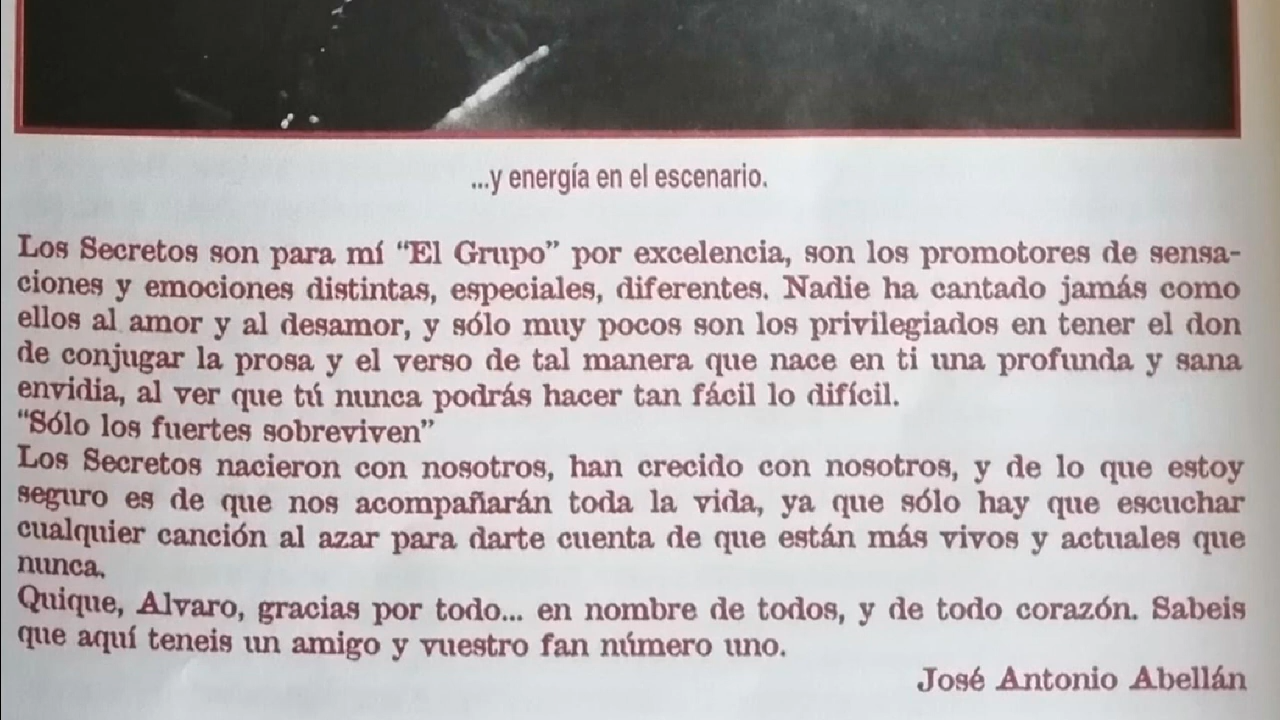 ...y energía en el escenario.
Los Secretos son para mí “El Grupo” por excelencia, son los promotores de sensa-
ciones y emociones distintas, especiales, diferentes. Nadie ha cantado jamás como
ellos al amor y al desamor, y sólo muy pocos son los privilegiados en tener el don
de conjugar la prosa y el verso de tal manera que nace en ti una profunda y sana
envidia, al ver que tú nunca podrás hacer tan fácil lo difícil.
“Sólo los fuertes sobreviven”
Los Secretos nacieron con nosotros, han crecido con nosotros, y de lo que estoy
seguro es de que nos acompañarán toda la vida, ya que sólo hay que escuchar
cualquier canción al azar para darte cuenta de que están más vivos y actuales que
nunca.
Quique, Alvaro, gracias por todo... en nombre de todos, y de todo corazón. Sabeis
que aquí teneis un amigo y vuestro fan número uno.
José Antonio Abellán